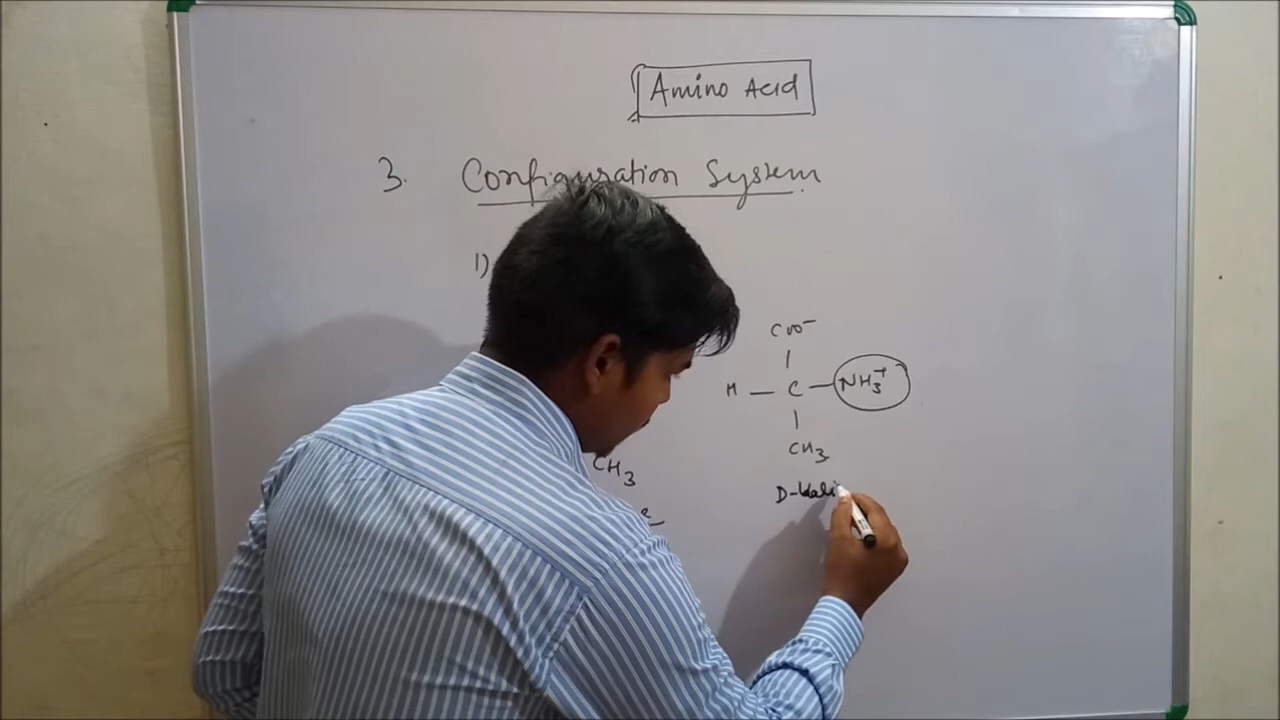 Amino Acid
3. Configuration System
1)
COO-
H — C — NH3+
CH3
CH3
D-Vali
e